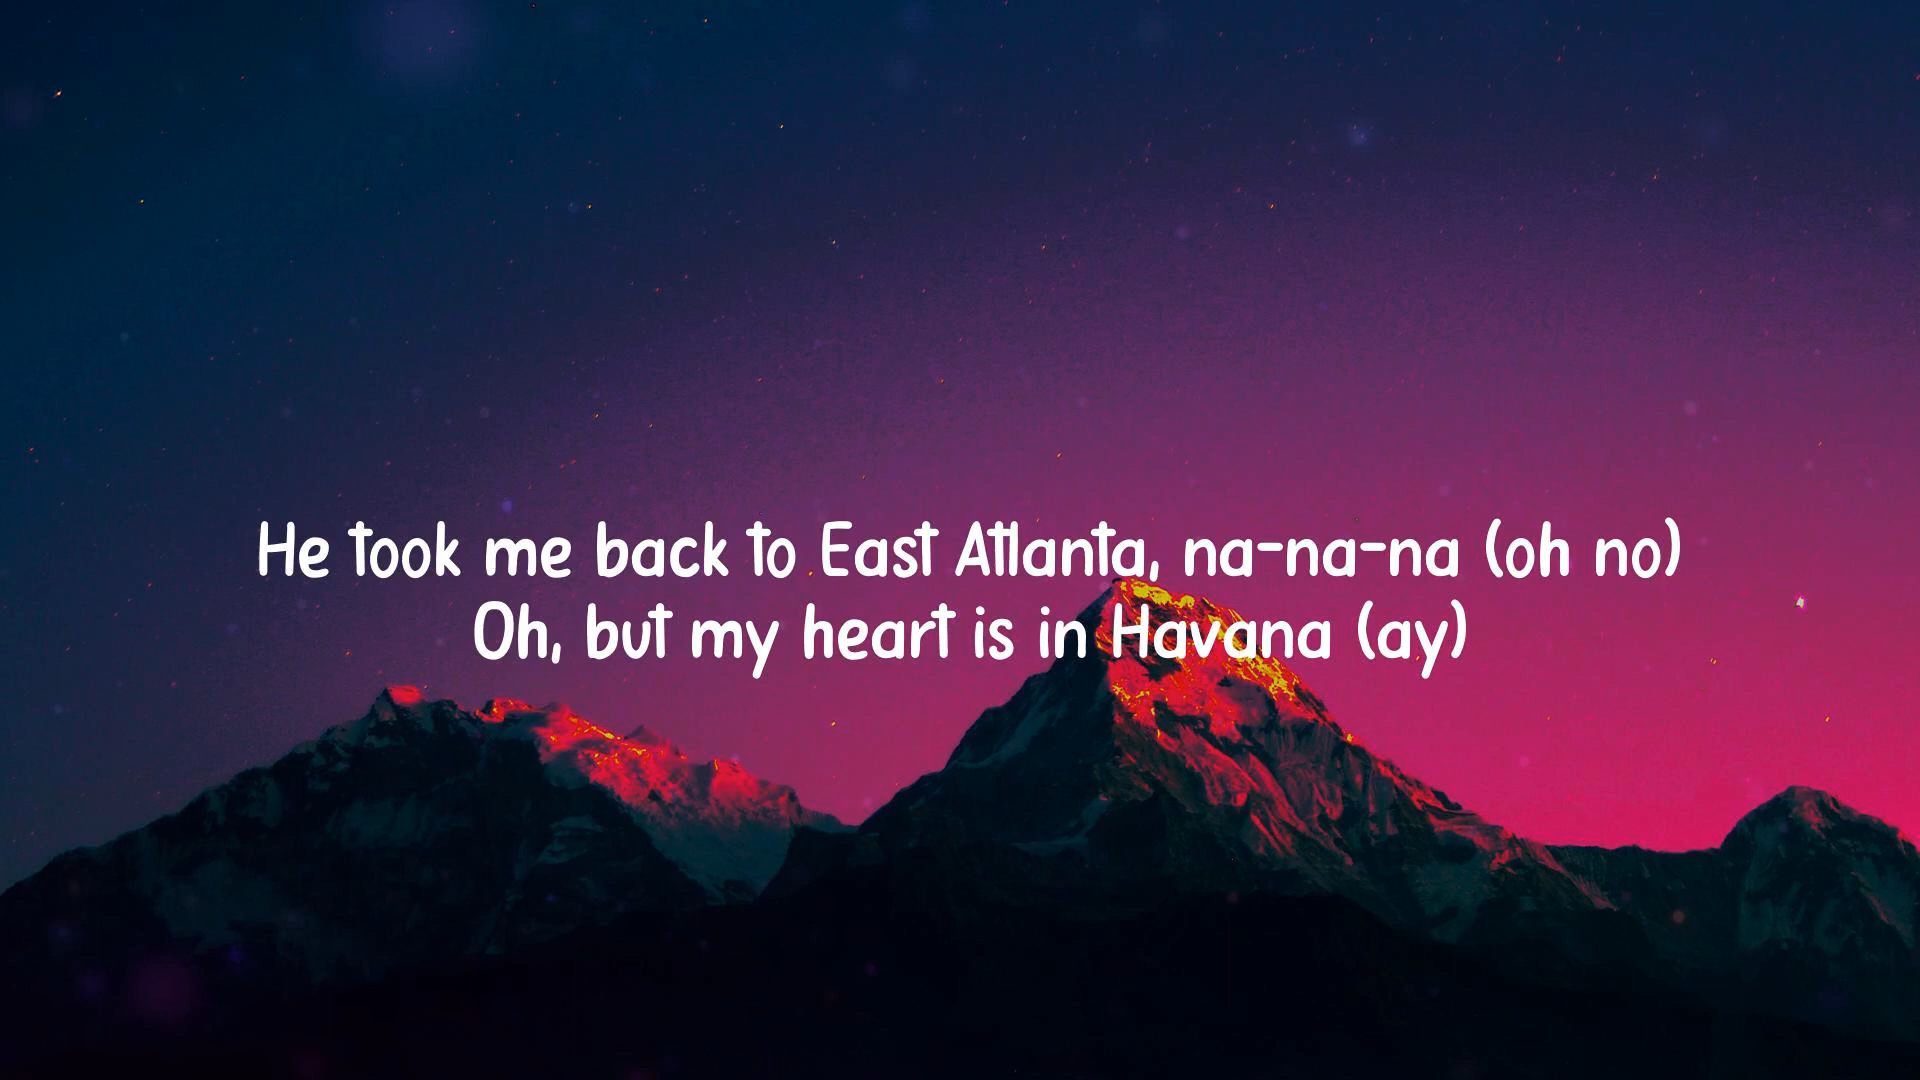 He took me back to East Atlanta, na-na-na (oh no)
Oh, but my heart is in Havana (ay)